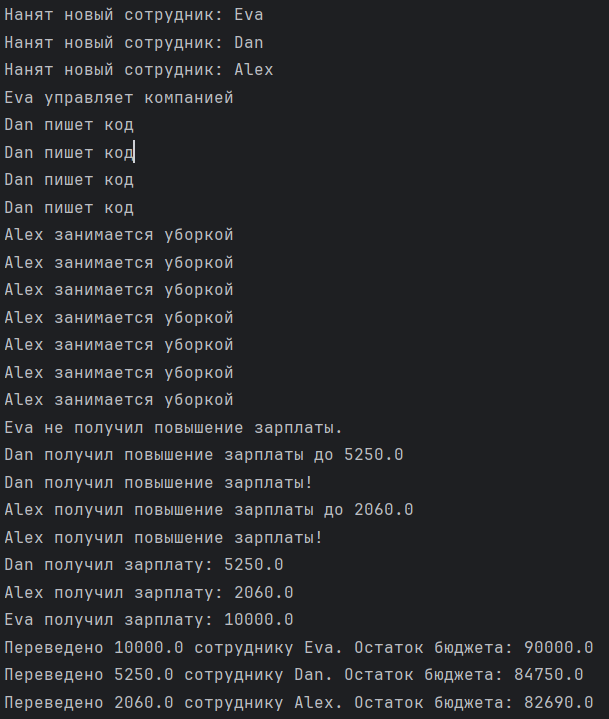 Нанят новый сотрудник: Eva
Нанят новый сотрудник: Dan
Нанят новый сотрудник: Alex
Eva управляет компанией
Dan пишет код
Dan пишет код
Dan пишет код
Dan пишет код
Alex занимается уборкой
Alex занимается уборкой
Alex занимается уборкой
Alex занимается уборкой
Alex занимается уборкой
Alex занимается уборкой
Alex занимается уборкой
Eva не получил повышение зарплаты.
Dan получил повышение зарплаты до 5250.0
Dan получил повышение зарплаты!
Alex получил повышение зарплаты до 2060.0
Alex получил повышение зарплаты!
Dan получил зарплату: 5250.0
Alex получил зарплату: 2060.0
Eva получил зарплату: 10000.0
Переведено 10000.0 сотруднику Eva. Остаток бюджета: 90000.0
Переведено 5250.0 сотруднику Dan. Остаток бюджета: 84750.0
Переведено 2060.0 сотруднику Alex. Остаток бюджета: 82690.0